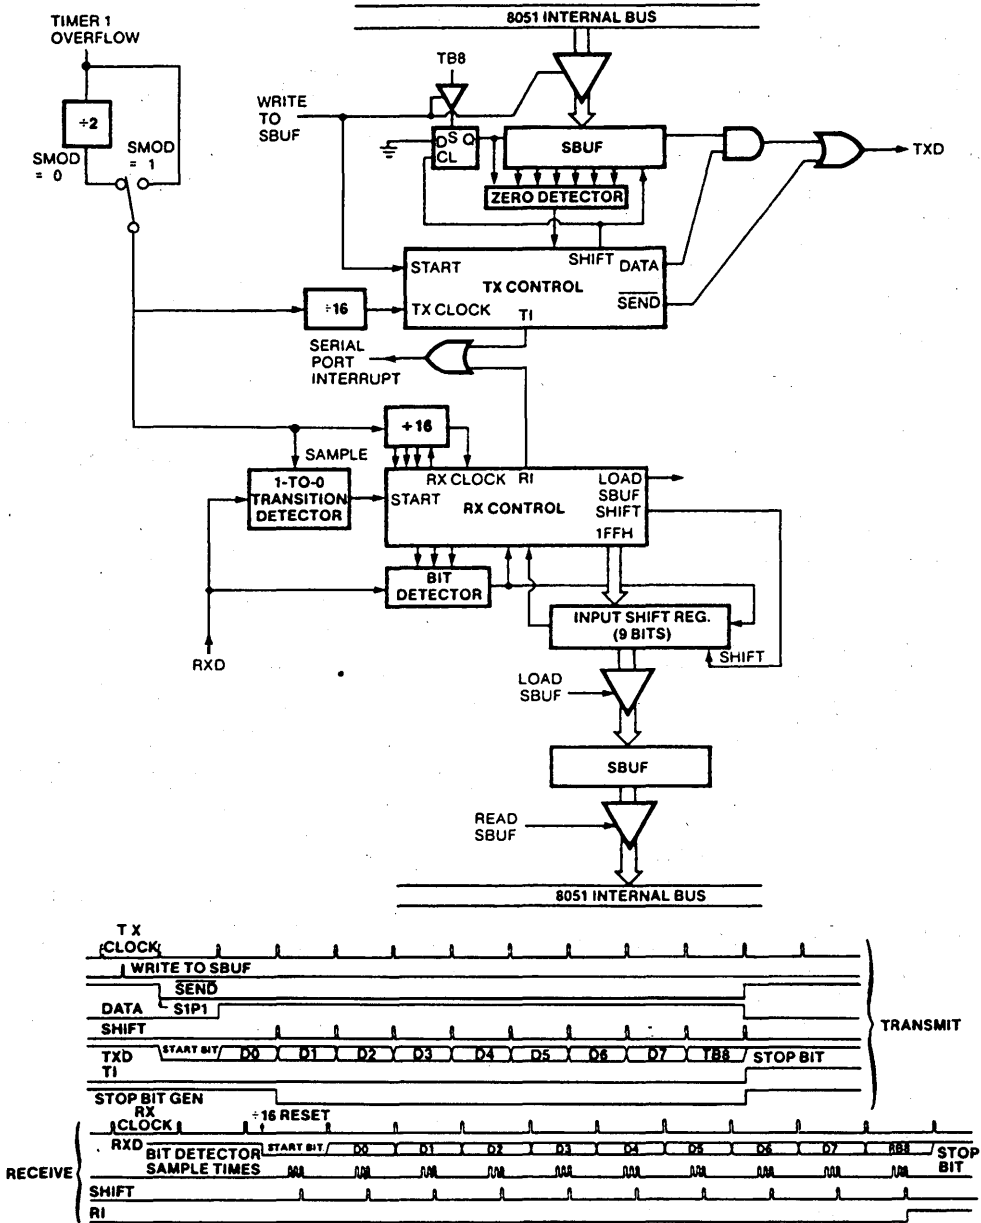 8051 INTERNAL BUS
TIMER 1
OVERFLOW
÷2
SMOD
= 0
SMOD
= 1
TB8
WRITE
TO
SBUF
D S Q
CL
SBUF
ZERO DETECTOR
TXD
START
SHIFT
DATA
TX CONTROL
SEND
TX CLOCK
TI
÷16
SERIAL
PORT
INTERRUPT
÷16
SAMPLE
1-TO-0
TRANSITION
DETECTOR
START
RX CLOCK
RI
RX CONTROL
LOAD
SBUF
SHIFT
1FFH
BIT
DETECTOR
INPUT SHIFT REG.
(9 BITS)
SHIFT
RXD
LOAD
SBUF
SBUF
READ
SBUF
8051 INTERNAL BUS
TX
CLOCK
WRITE TO SBUF
SEND
DATA
S1P1
SHIFT
TXD START BIT D0 D1 D2 D3 D4 D5 D6 D7 TB8 STOP BIT
TI
STOP BIT GEN
TRANSMIT
RX
CLOCK
÷16 RESET
RXD START BIT D0 D1 D2 D3 D4 D5 D6 D7 RB8 STOP BIT
BIT DETECTOR
SAMPLE TIMES
SHIFT
RI
RECEIVE